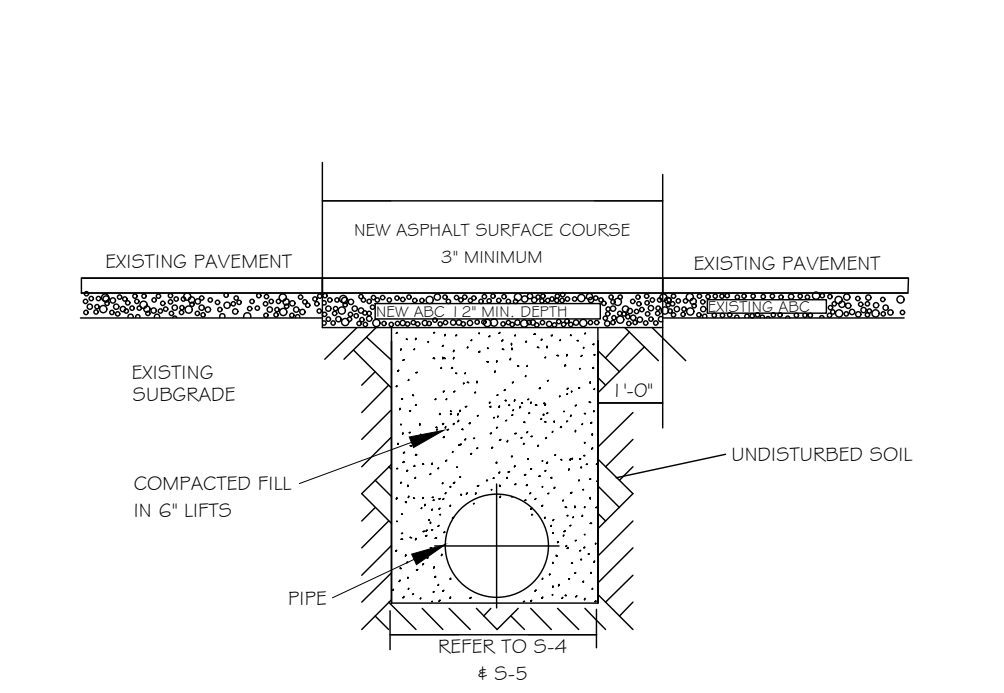 NEW ASPHALT SURFACE COURSE
3" MINIMUM
EXISTING PAVEMENT
EXISTING PAVEMENT
NEW ABC 12" MIN. DEPTH
EXISTING ABC
EXISTING
SUBGRADE
1'-0"
UNDISTURBED SOIL
COMPACTED FILL
IN 6" LIFTS
PIPE
REFER TO S-4
& S-5